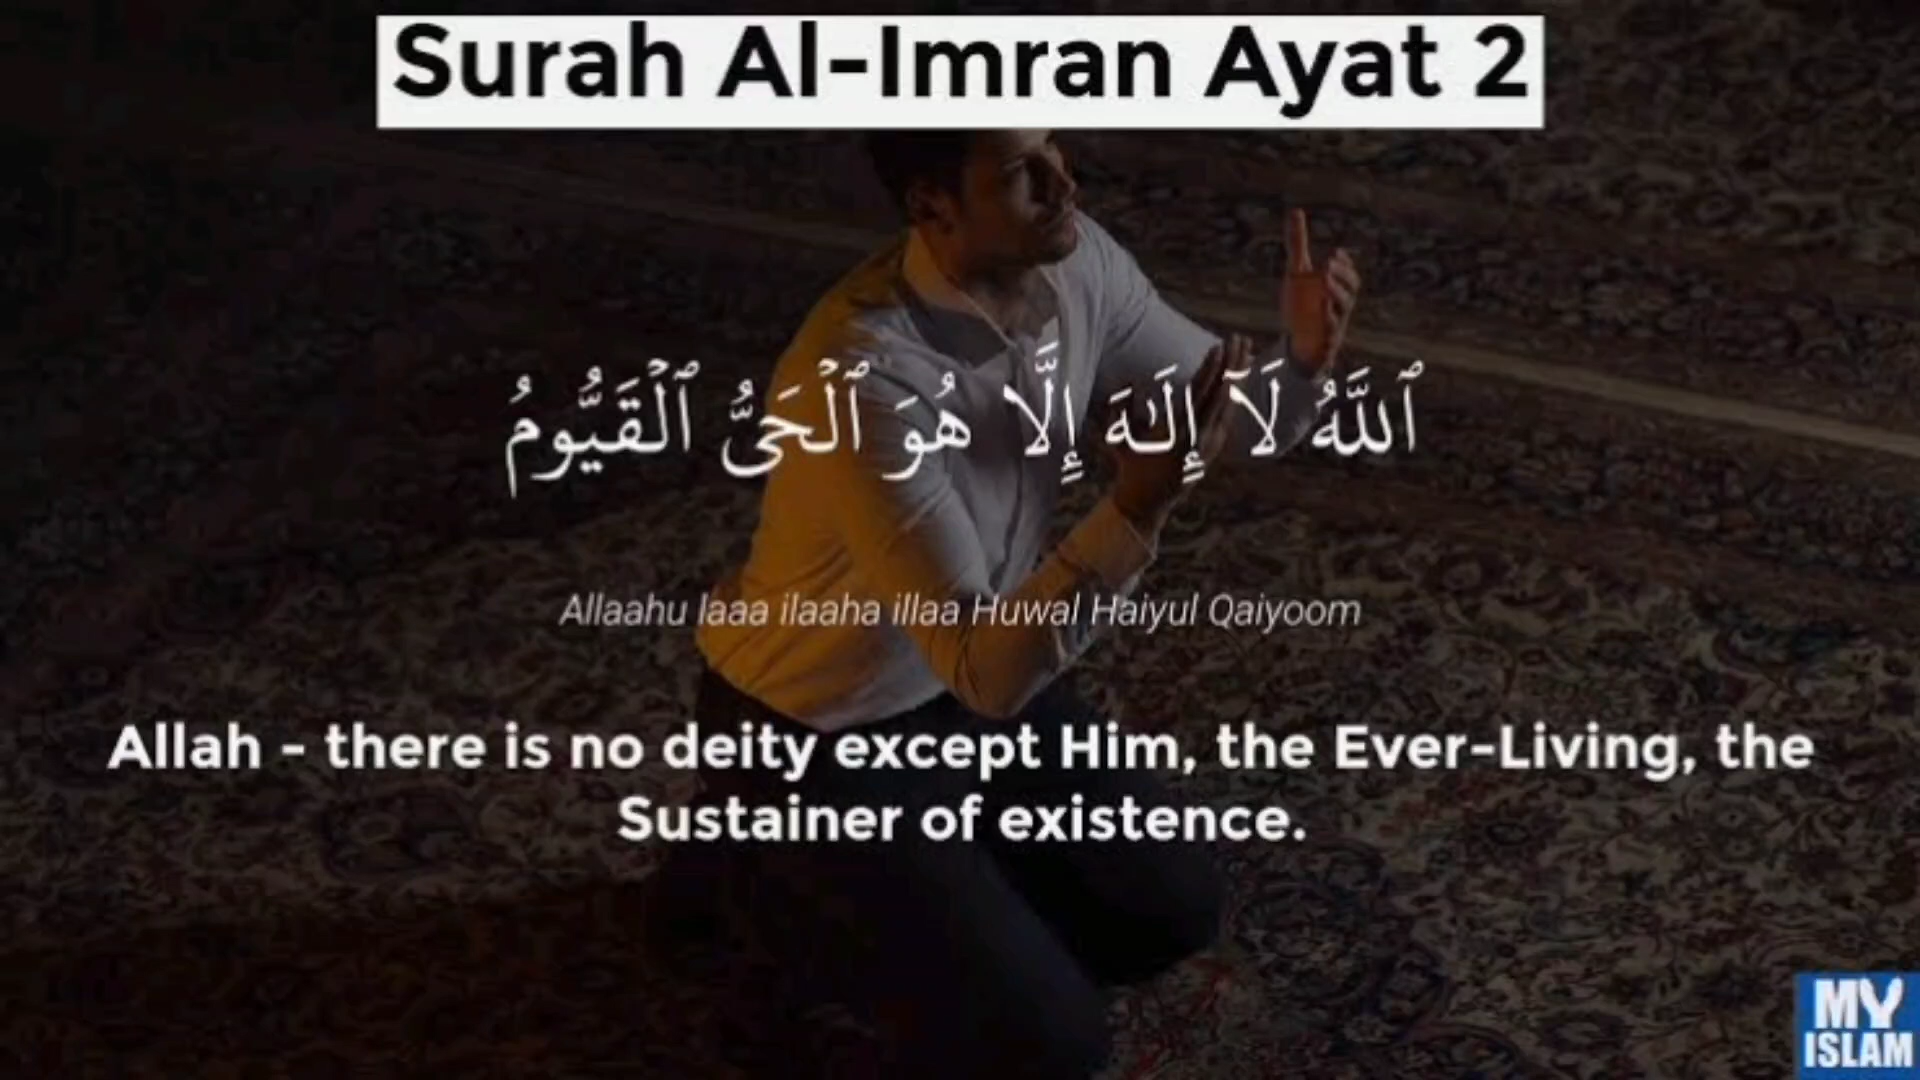 Surah Al-Imran Ayat 2
ٱللَّهُ لَآ إِلَـٰهَ إِلَّا هُوَ ٱلْحَىُّ ٱلْقَيُّومُ
Allaahu laaa ilaaha illaa Huwal Haiyul Qaiyoom
Allah - there is no deity except Him, the Ever-Living, the
Sustainer of existence.
MY
ISLAM